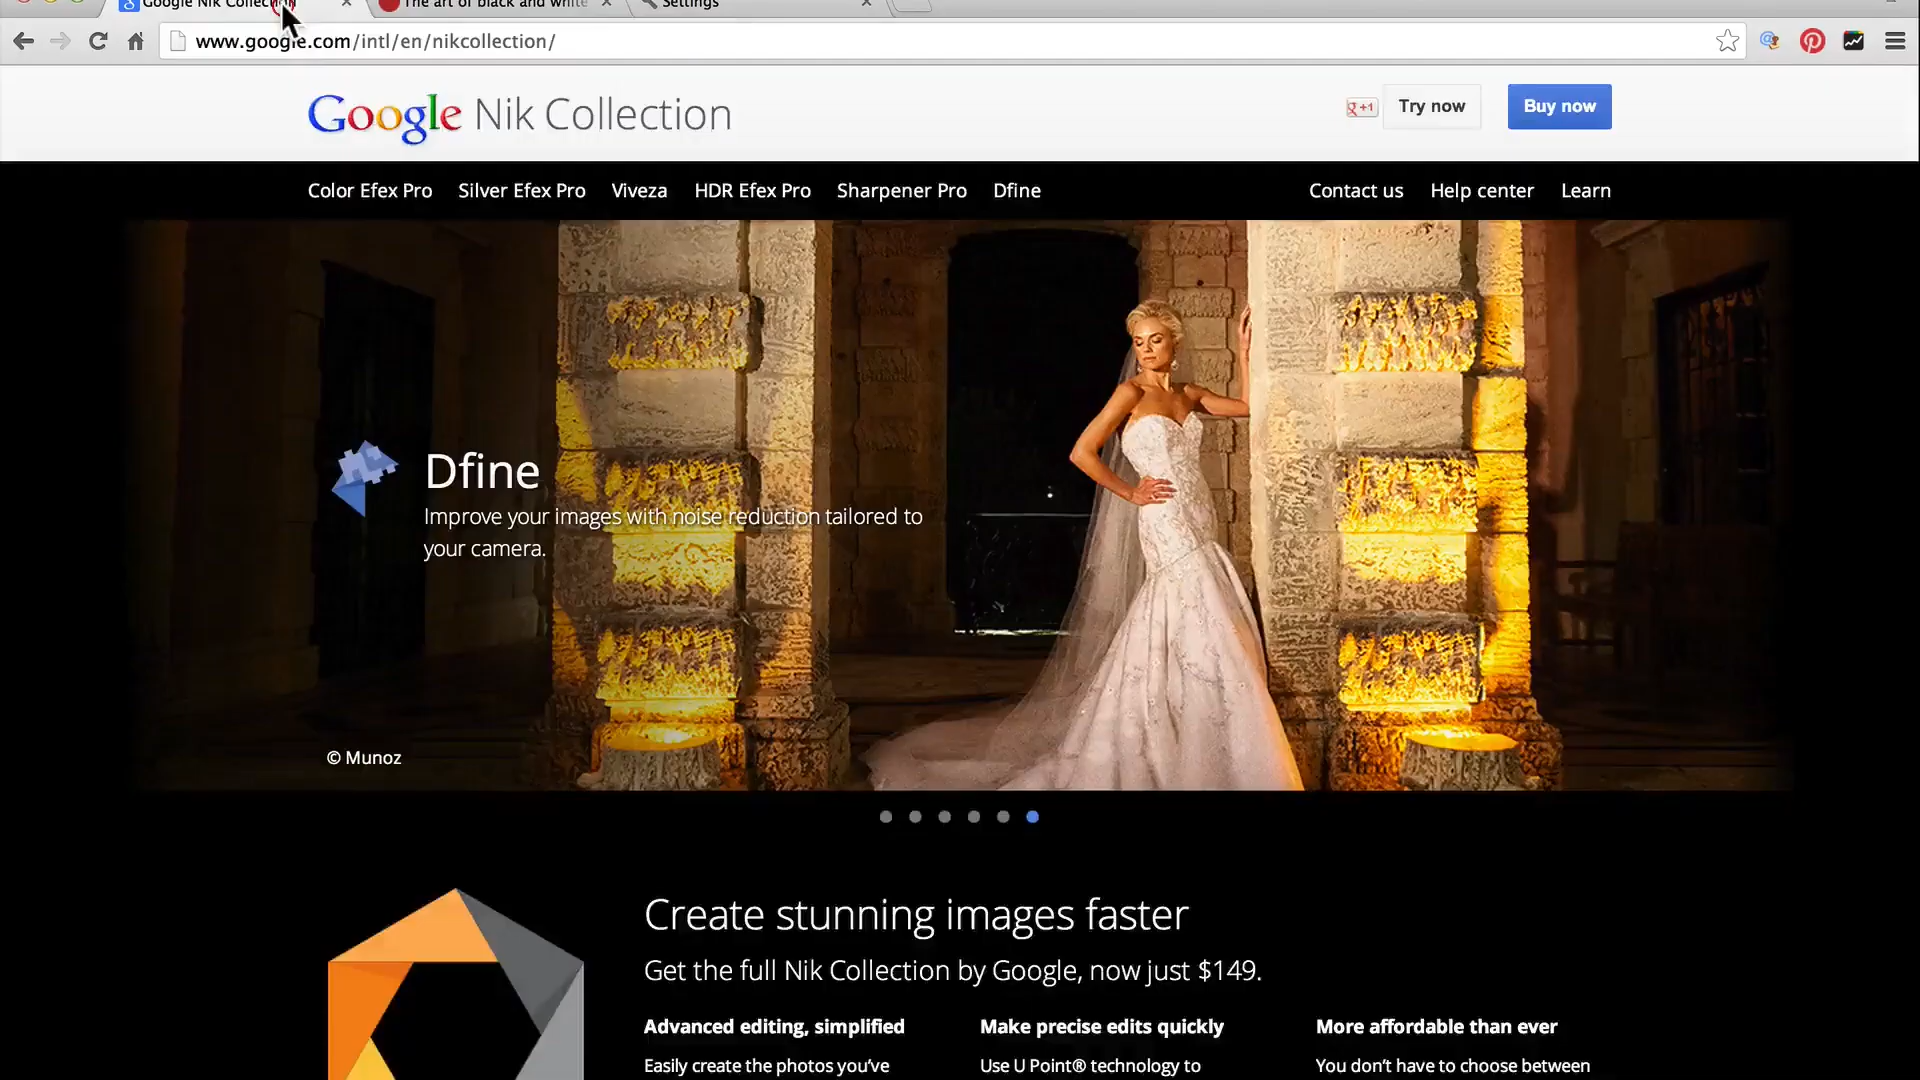 Google Nik Collection
The art of black and white
Settings
www.google.com/intl/en/nikcollection/
Google Nik Collection
g +1
Try now
Buy now
Color Efex Pro
Silver Efex Pro
Viveza
HDR Efex Pro
Sharpener Pro
Dfine
Contact us
Help center
Learn
Dfine
Improve your images with noise reduction tailored to
your camera.
© Munoz
Create stunning images faster
Get the full Nik Collection by Google, now just $149.
Advanced editing, simplified
Easily create the photos you’ve
Make precise edits quickly
Use U Point® technology to
More affordable than ever
You don’t have to choose between